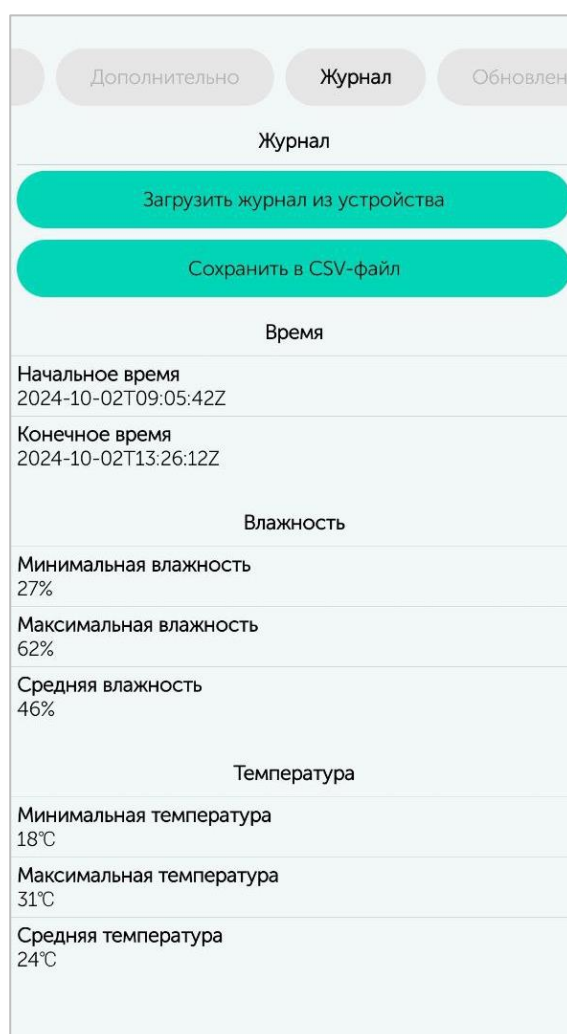 Дополнительно Журнал Обновлен
Журнал
Загрузить журнал из устройства
Сохранить в CSV-файл
Время
Начальное время
2024-10-02T09:05:42Z
Конечное время
2024-10-02T13:26:12Z
Влажность
Минимальная влажность
27%
Максимальная влажность
62%
Средняя влажность
46%
Температура
Минимальная температура
18℃
Максимальная температура
31℃
Средняя температура
24℃